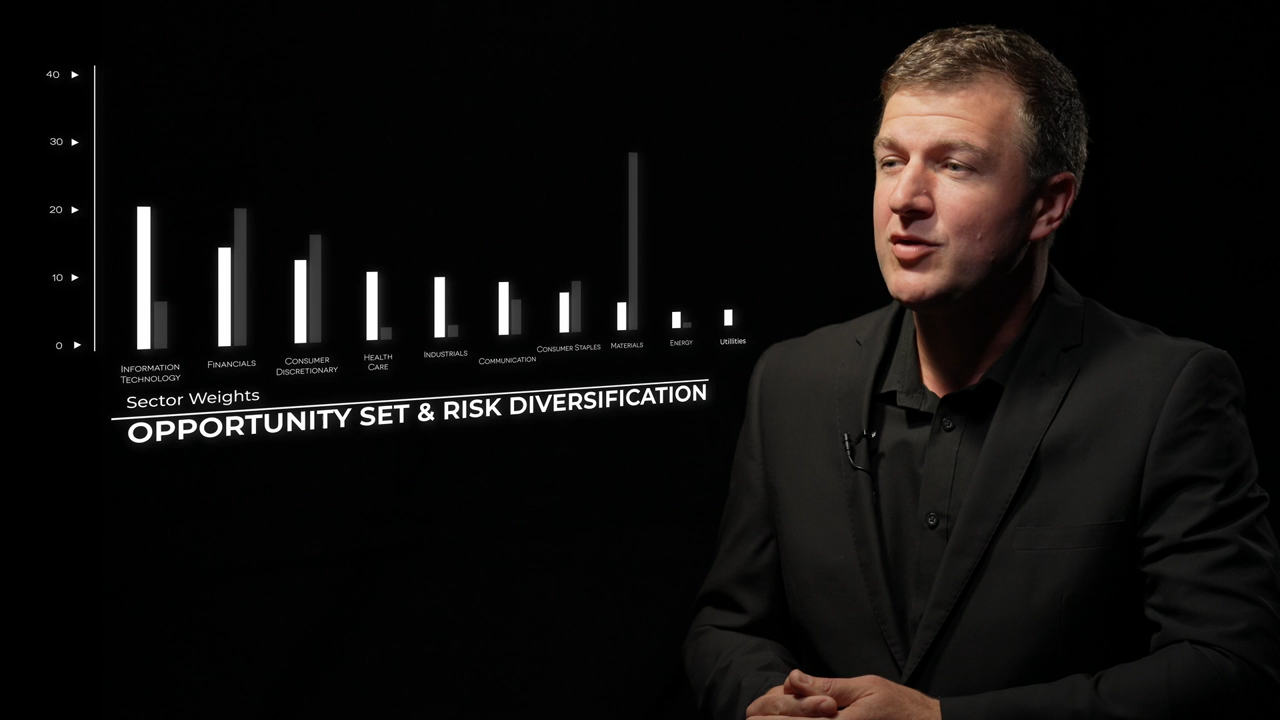 40
30
20
10
0
INFORMATION
TECHNOLOGY
FINANCIALS
CONSUMER
DISCRETIONARY
HEALTH
CARE
INDUSTRIALS
COMMUNICATION
CONSUMER STAPLES
MATERIALS
ENERGY
Utilities
Sector Weights
OPPORTUNITY SET & RISK DIVERSIFICATION